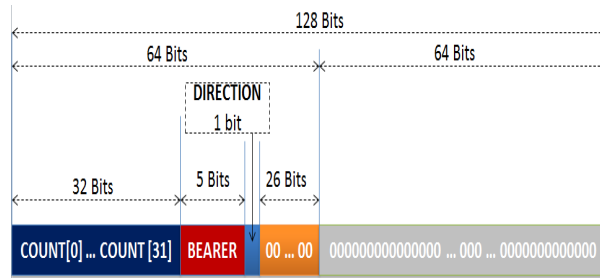 128 Bits
64 Bits
64 Bits
DIRECTION
1 bit
32 Bits
5 Bits
26 Bits
COUNT[0] ... COUNT [31]
BEARER
00 ... 00
000000000000000 ... 000 ... 0000000000000